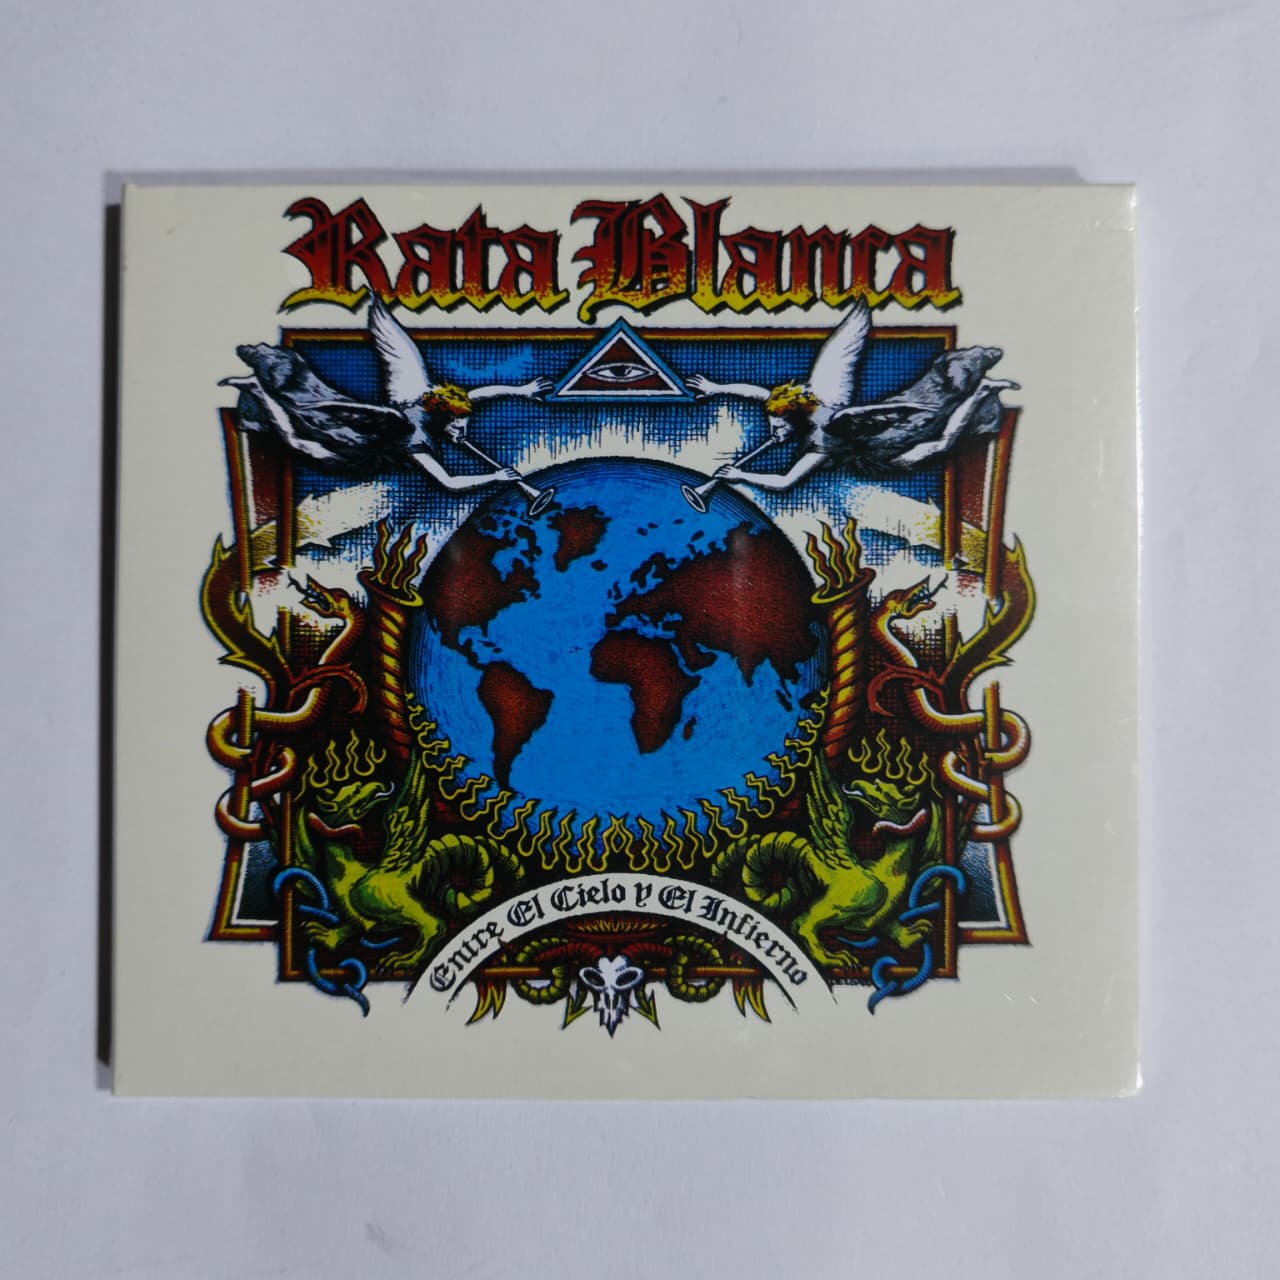 Rata Blanca
Entre El Cielo y El Infierno